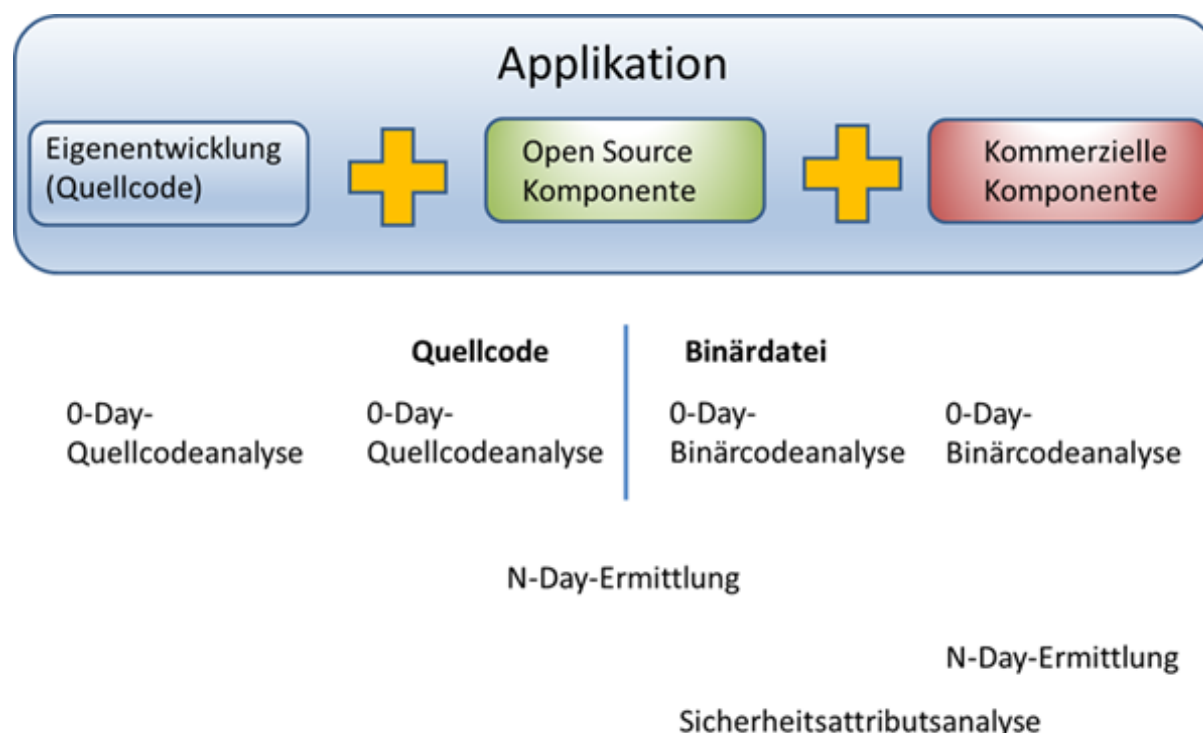 Applikation
Eigenentwicklung
(Quellcode)
Open Source
Komponente
Kommerzielle
Komponente
Quellcode
Binärdatei
0-Day-
Quellcodeanalyse
0-Day-
Quellcodeanalyse
0-Day-
Binärcodeanalyse
0-Day-
Binärcodeanalyse
N-Day-Ermittlung
N-Day-Ermittlung
Sicherheitsattributsanalyse